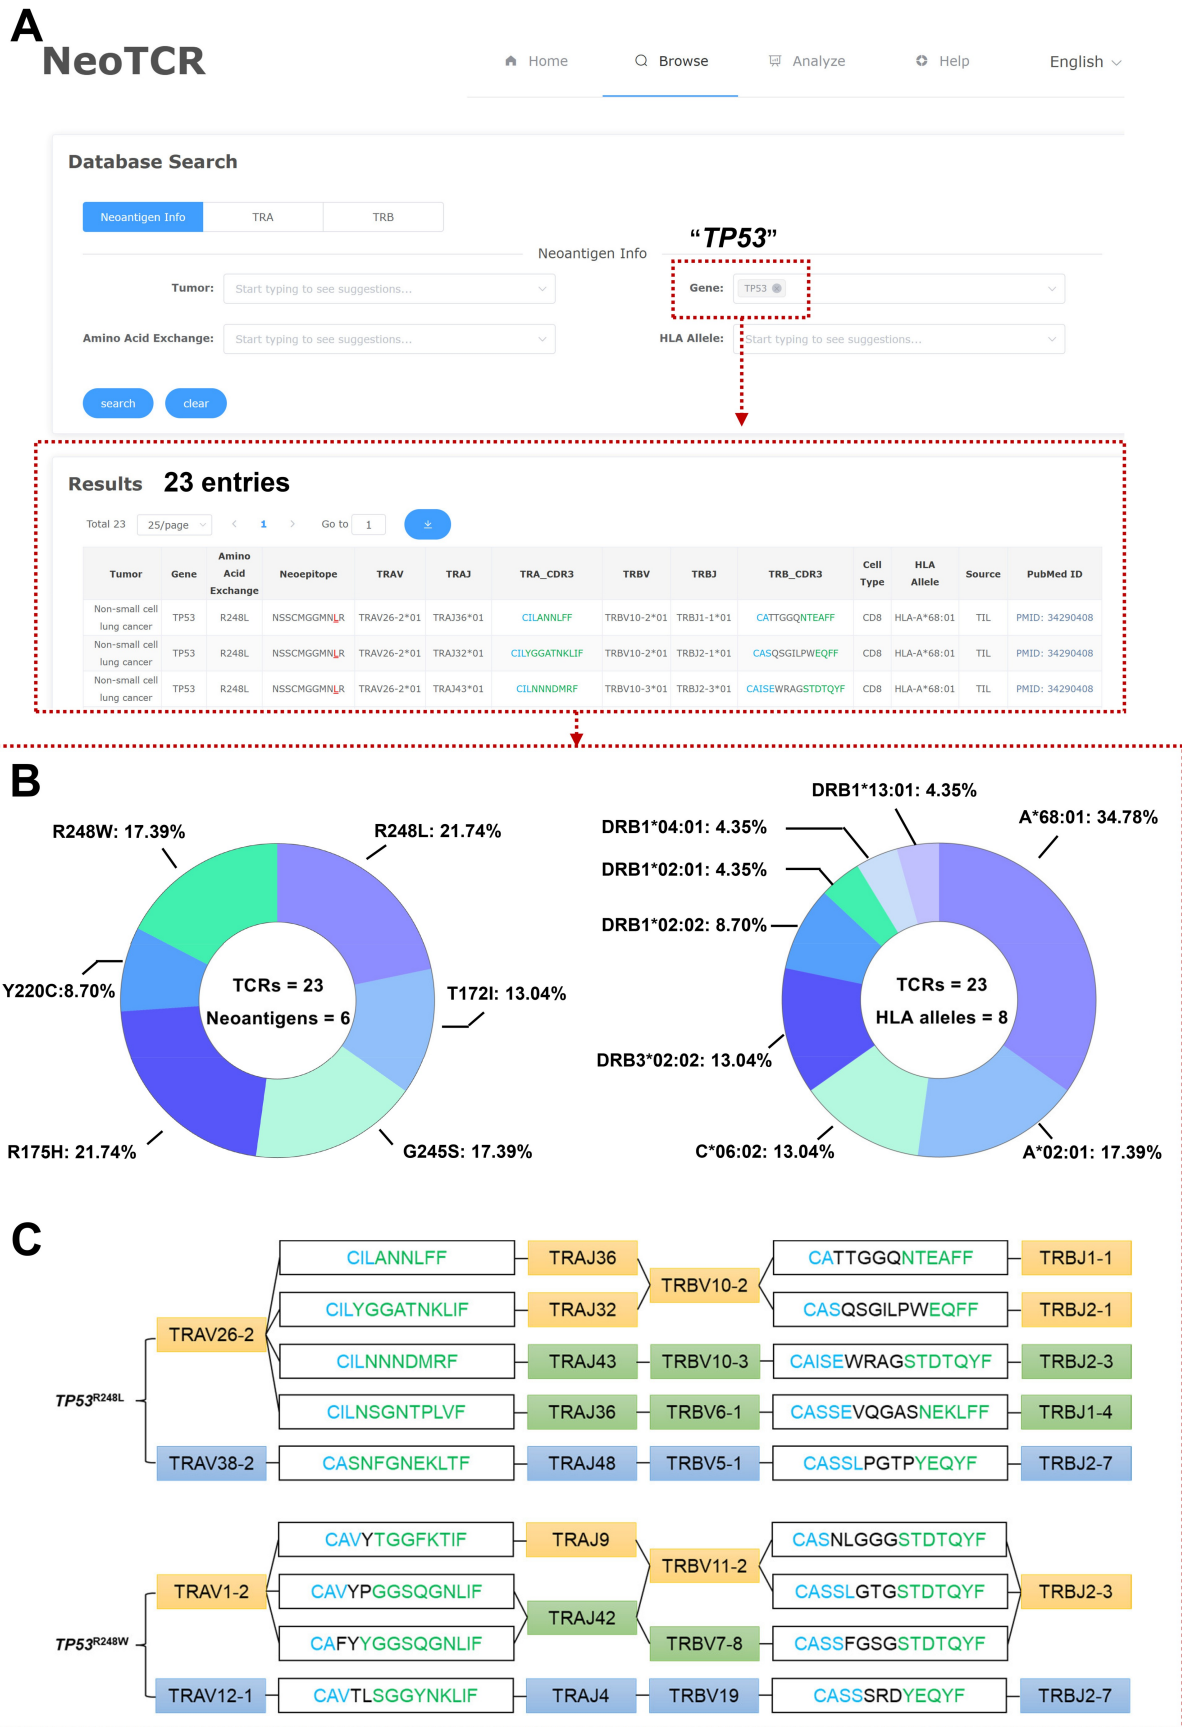 A
NeoTCR
Home
Browse
Analyze
Help
English
Database Search
Neoantigen Info
TRA
TRB
Neoantigen Info
“TP53”
Tumor:
Start typing to see suggestions...
Gene:
TP53
Amino Acid Exchange:
Start typing to see suggestions...
HLA Allele:
Start typing to see suggestions...
search
clear
Results 23 entries
Total 23 25/page < 1 > Go to 1
Tumor Gene Amino Acid Exchange Neoepitope TRAV TRAJ TRA_CDR3 TRBV TRBJ TRB_CDR3 Cell Type HLA Allele Source PubMed ID
Non-small cell lung cancer TP53 R248L NSSCMGGMNLR TRAV26-2*01 TRAJ36*01 CILANNLFF TRBV10-2*01 TRBJ1-1*01 CATTGGQNTEAFF CD8 HLA-A*68:01 TIL PMID: 34290408
Non-small cell lung cancer TP53 R248L NSSCMGGMNLR TRAV26-2*01 TRAJ32*01 CILYGGATNKLIF TRBV10-2*01 TRBJ2-1*01 CASQSGILPWEQFF CD8 HLA-A*68:01 TIL PMID: 34290408
Non-small cell lung cancer TP53 R248L NSSCMGGMNLR TRAV26-2*01 TRAJ43*01 CILNNNDMRF TRBV10-3*01 TRBJ2-3*01 CAISEWRAGSTDTQYF CD8 HLA-A*68:01 TIL PMID: 34290408
B
R248W: 17.39%
R248L: 21.74%
Y220C:8.70%
TCRs = 23
Neoantigens = 6
T172I: 13.04%
R175H: 21.74%
G245S: 17.39%
DRB1*13:01: 4.35%
A*68:01: 34.78%
DRB1*04:01: 4.35%
DRB1*02:01: 4.35%
DRB1*02:02: 8.70%
TCRs = 23
HLA alleles = 8
DRB3*02:02: 13.04%
C*06:02: 13.04%
A*02:01: 17.39%
C
TP53R248L
TRAV26-2
CILANNLFF TRAJ36 TRBV10-2 CATTGGQNTEAFF TRBJ1-1
CILYGGATNKLIF TRAJ32 CASQSGILPWEQFF TRBJ2-1
CILNNNDMRF TRAJ43 TRBV10-3 CAISEWRAGSTDTQYF TRBJ2-3
CILNSGNTPLVF TRAJ36 TRBV6-1 CASSEVQGASNEKLFF TRBJ1-4
TRAV38-2 CASNFGNEKLTF TRAJ48 TRBV5-1 CASSLPGTPYEQYF TRBJ2-7
TP53R248W
TRAV1-2
CAVYTGGFKTIF TRAJ9 TRBV11-2 CASNLGGGSTDTQYF
CAVYPGGSQGNLIF TRAJ42 CASSLGTGSTDTQYF TRBJ2-3
CAFYYGGSQGNLIF TRBV7-8 CASSFGSGSTDTQYF
TRAV12-1 CAVTLSGGYNKLIF TRAJ4 TRBV19 CASSSRDYEQYF TRBJ2-7